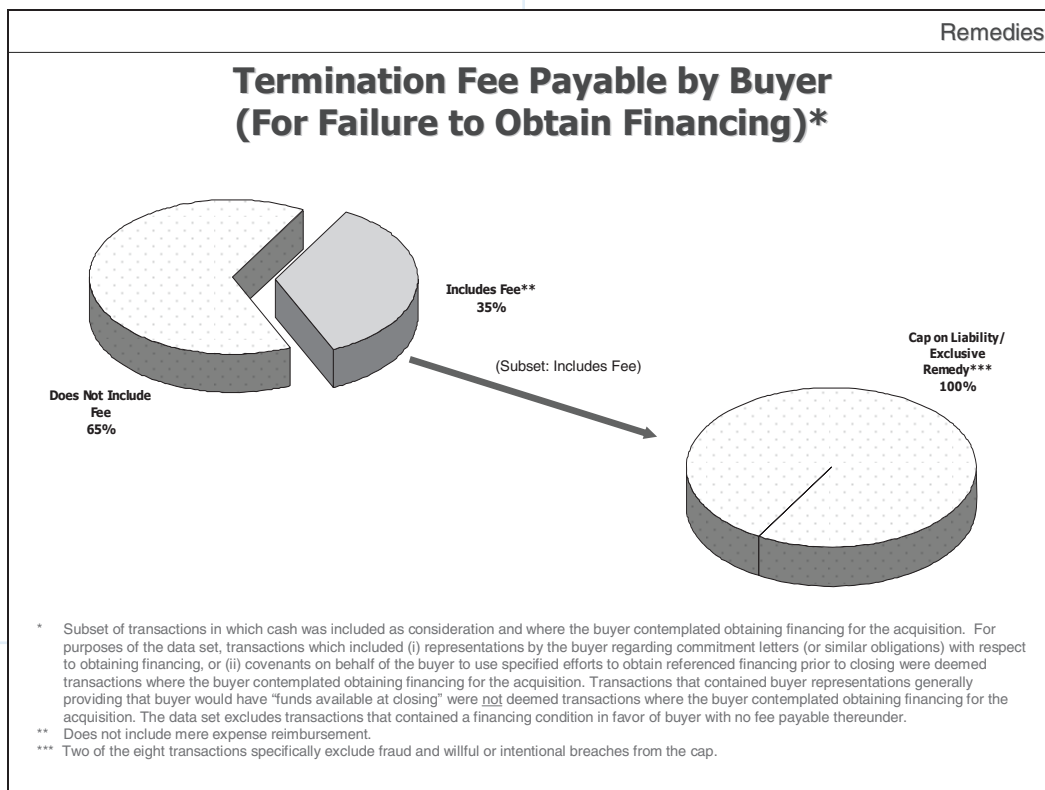 Remedies
Termination Fee Payable by Buyer
(For Failure to Obtain Financing)*
Includes Fee**
35%
(Subset: Includes Fee)
Cap on Liability/
Exclusive
Remedy***
100%
Does Not Include
Fee
65%
* Subset of transactions in which cash was included as consideration and where the buyer contemplated obtaining financing for the acquisition. For
purposes of the data set, transactions which included (i) representations by the buyer regarding commitment letters (or similar obligations) with respect
to obtaining financing, or (ii) covenants on behalf of the buyer to use specified efforts to obtain referenced financing prior to closing were deemed
transactions where the buyer contemplated obtaining financing for the acquisition. Transactions that contained buyer representations generally
providing that buyer would have “funds available at closing” were not deemed transactions where the buyer contemplated obtaining financing for the
acquisition. The data set excludes transactions that contained a financing condition in favor of buyer with no fee payable thereunder.
** Does not include mere expense reimbursement.
*** Two of the eight transactions specifically exclude fraud and willful or intentional breaches from the cap.